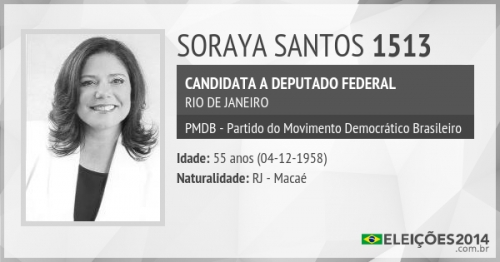 SORAYA SANTOS 1513
CANDIDATA A DEPUTADO FEDERAL
RIO DE JANEIRO
PMDB - Partido do Movimento Democrático Brasileiro
Idade: 55 anos (04-12-1958)
Naturalidade: RJ - Macaé
ELEIÇÕES2014
.com.br